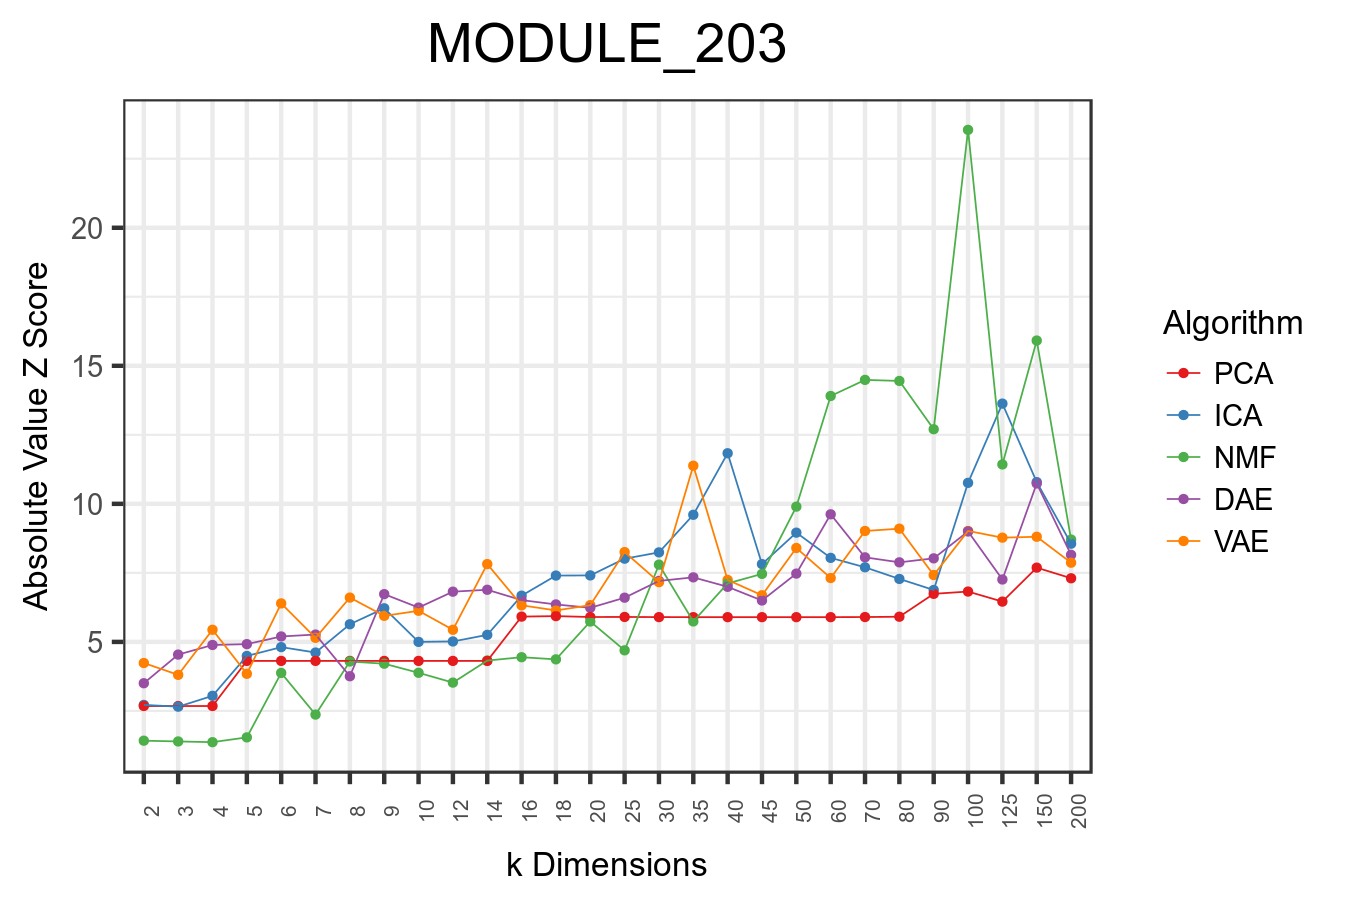 MODULE_203
Absolute Value Z Score
20
15
10
5
2 3 4 5 6 7 8 9 10 12 14 16 18 20 25 30 35 40 45 50 60 70 80 90 100 125 150 200
k Dimensions
Algorithm
PCA
ICA
NMF
DAE
VAE